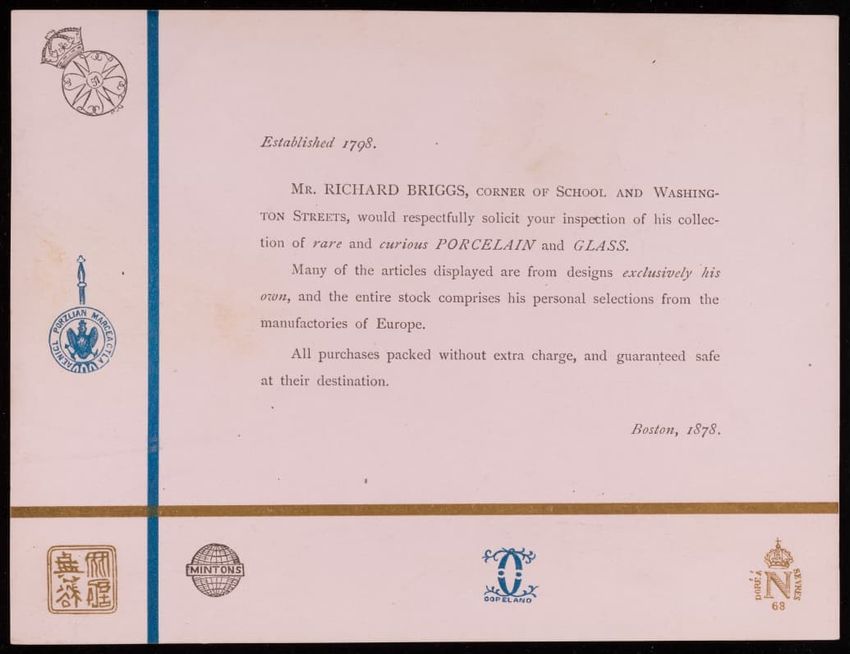 Established 1798.
MR. RICHARD BRIGGS, CORNER OF SCHOOL AND WASHING-
TON STREETS, would respectfully solicit your inspection of his collec-
tion of rare and curious PORCELAIN and GLASS.
Many of the articles displayed are from designs exclusively his
own, and the entire stock comprises his personal selections from the
manufactories of Europe.
All purchases packed without extra charge, and guaranteed safe
at their destination.
Boston, 1878.
PORZLIAN
MINTONS
COPELAND
DORÉ À
N
SEVRES
68